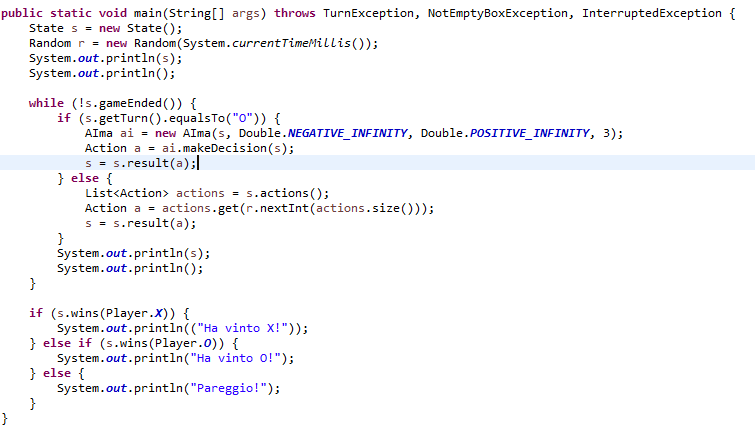 public static void main(String[] args) throws TurnException, NotEmptyBoxException, InterruptedException {
    State s = new State();
    Random r = new Random(System.currentTimeMillis());
    System.out.println(s);
    System.out.println();

    while (!s.gameEnded()) {
        if (s.getTurn().equalsTo("O")) {
            AIma ai = new AIma(s, Double.NEGATIVE_INFINITY, Double.POSITIVE_INFINITY, 3);
            Action a = ai.makeDecision(s);
            s = s.result(a);
        } else {
            List<Action> actions = s.actions();
            Action a = actions.get(r.nextInt(actions.size()));
            s = s.result(a);
        }
        System.out.println(s);
        System.out.println();
    }

    if (s.wins(Player.X)) {
        System.out.println(("Ha vinto X!"));
    } else if (s.wins(Player.O)) {
        System.out.println("Ha vinto O!");
    } else {
        System.out.println("Pareggio!");
    }
}